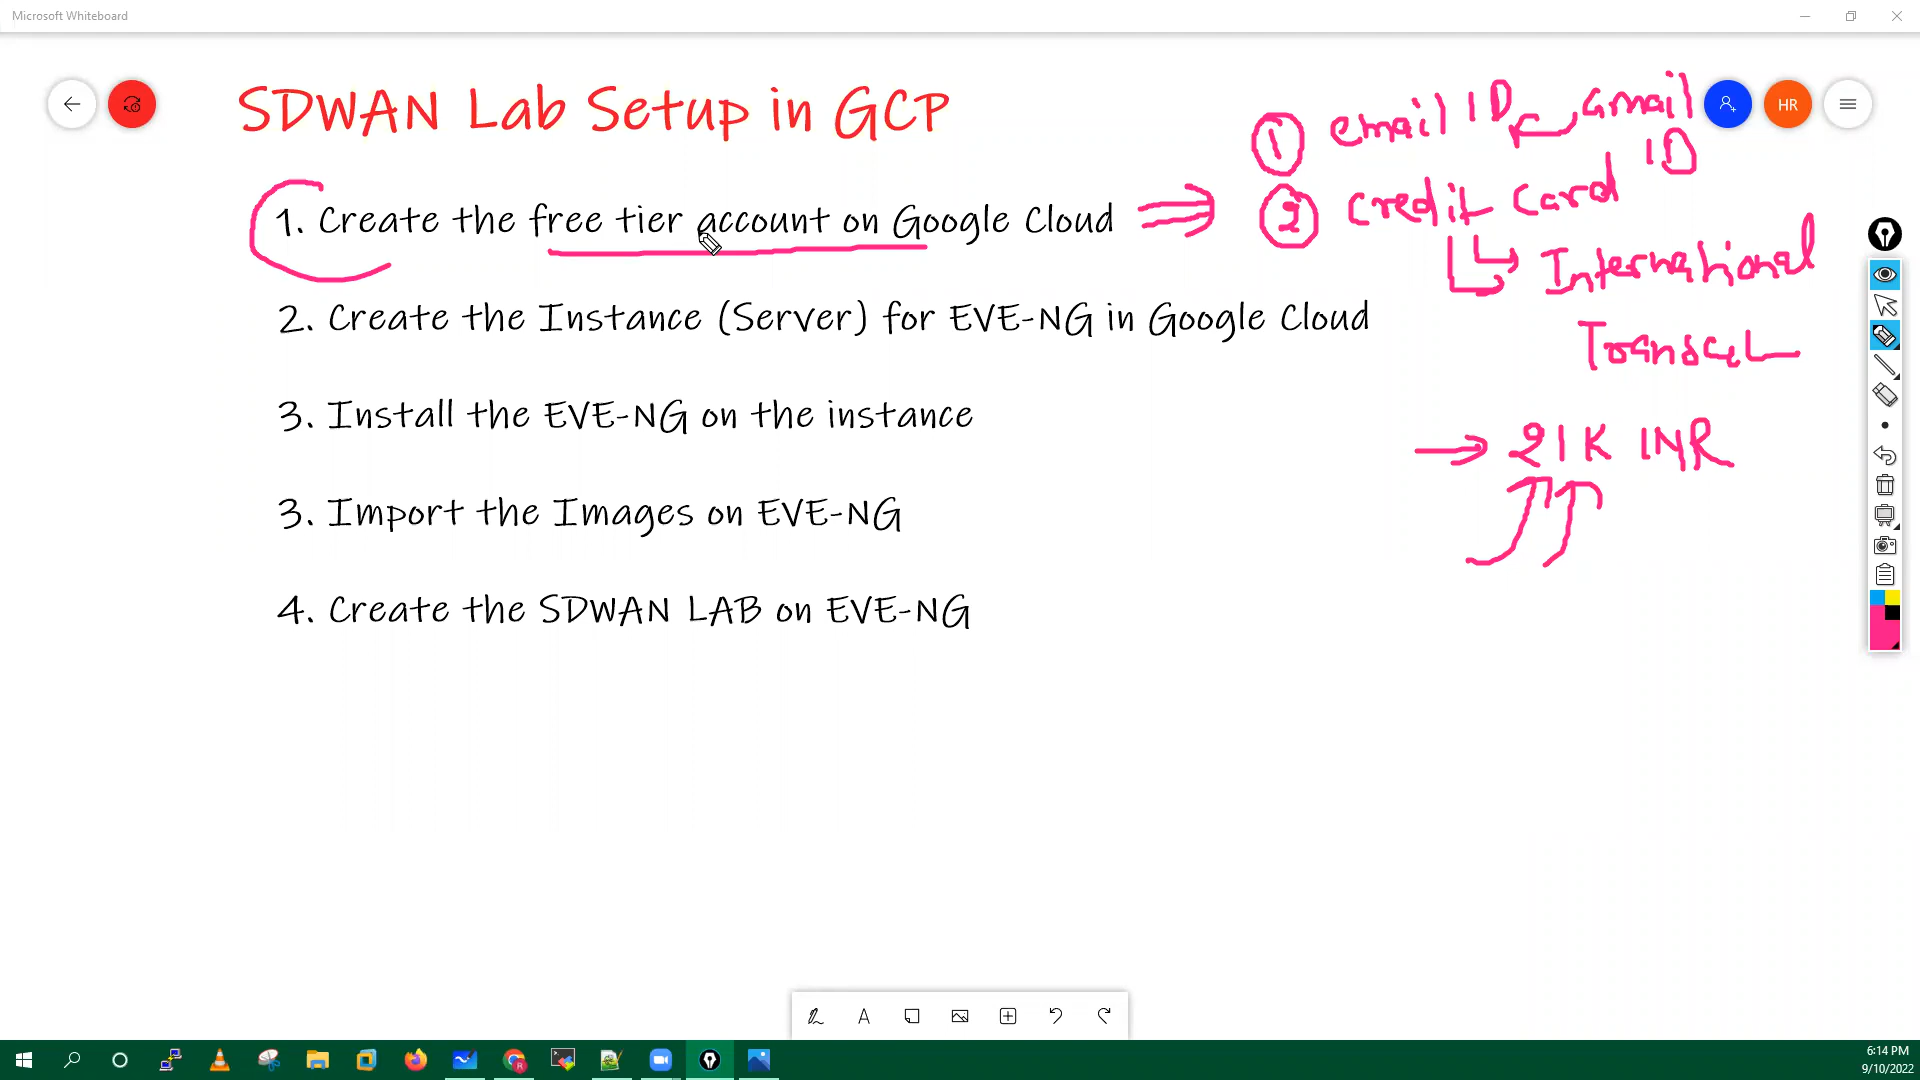 Microsoft Whiteboard
SDWAN Lab Setup in GCP
1. Create the free tier account on Google Cloud
2. Create the Instance (Server) for EVE-NG in Google Cloud
3. Install the EVE-NG on the instance
3. Import the Images on EVE-NG
4. Create the SDWAN LAB on EVE-NG
1 email ID gmail
ID
2 Credit Card
International
21K INR
HR
6:14 PM
9/10/2022